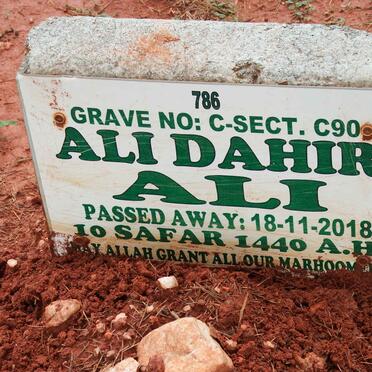 786
GRAVE NO: C-SECT. C90
ALI DAHIR
ALI
PASSED AWAY: 18-11-2018
10 SAFAR 1440 A.H
ALLAH GRANT ALL OUR MARHOOM